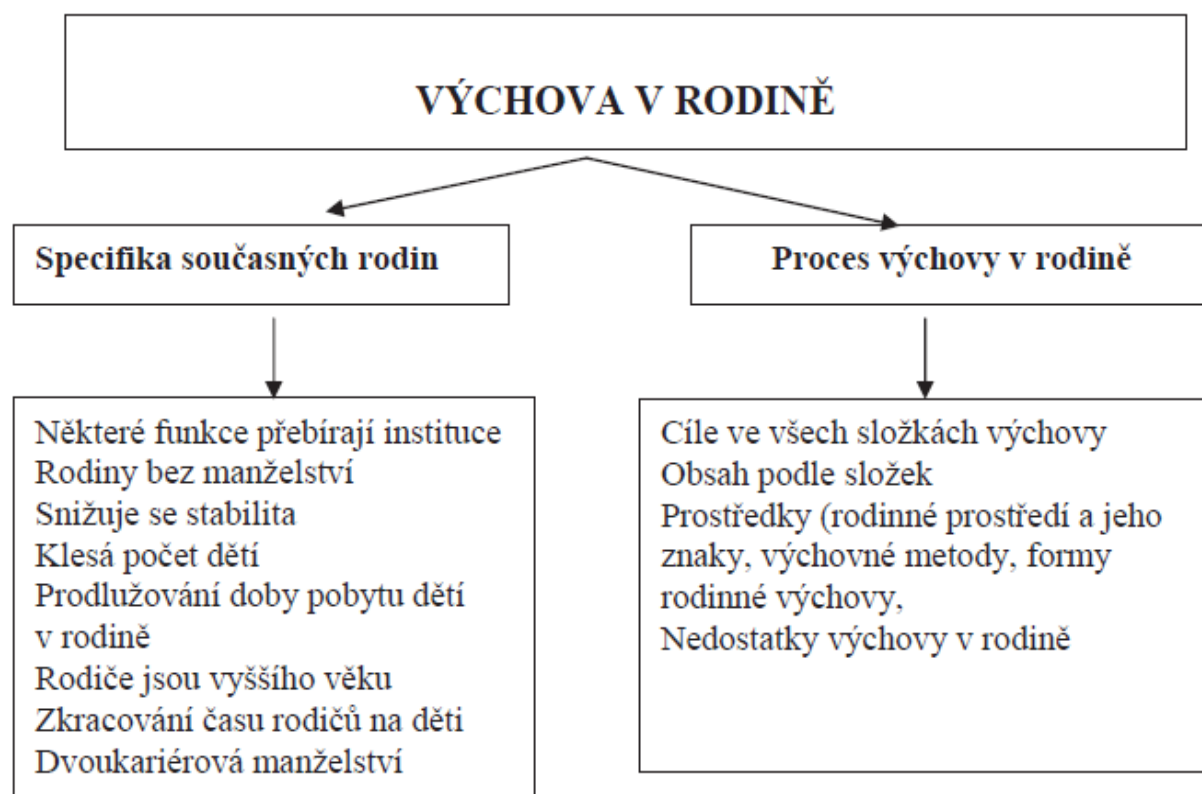 VÝCHOVA V RODINĚ
Specifika současných rodin
Proces výchovy v rodině
Některé funkce přebírají instituce
Rodiny bez manželství
Snižuje se stabilita
Klesá počet dětí
Prodlužování doby pobytu dětí
v rodině
Rodiče jsou vyššího věku
Zkracování času rodičů na děti
Dvoukariérová manželství
Cíle ve všech složkách výchovy
Obsah podle složek
Prostředky (rodinné prostředí a jeho
znaky, výchovné metody, formy
rodinné výchovy,
Nedostatky výchovy v rodině